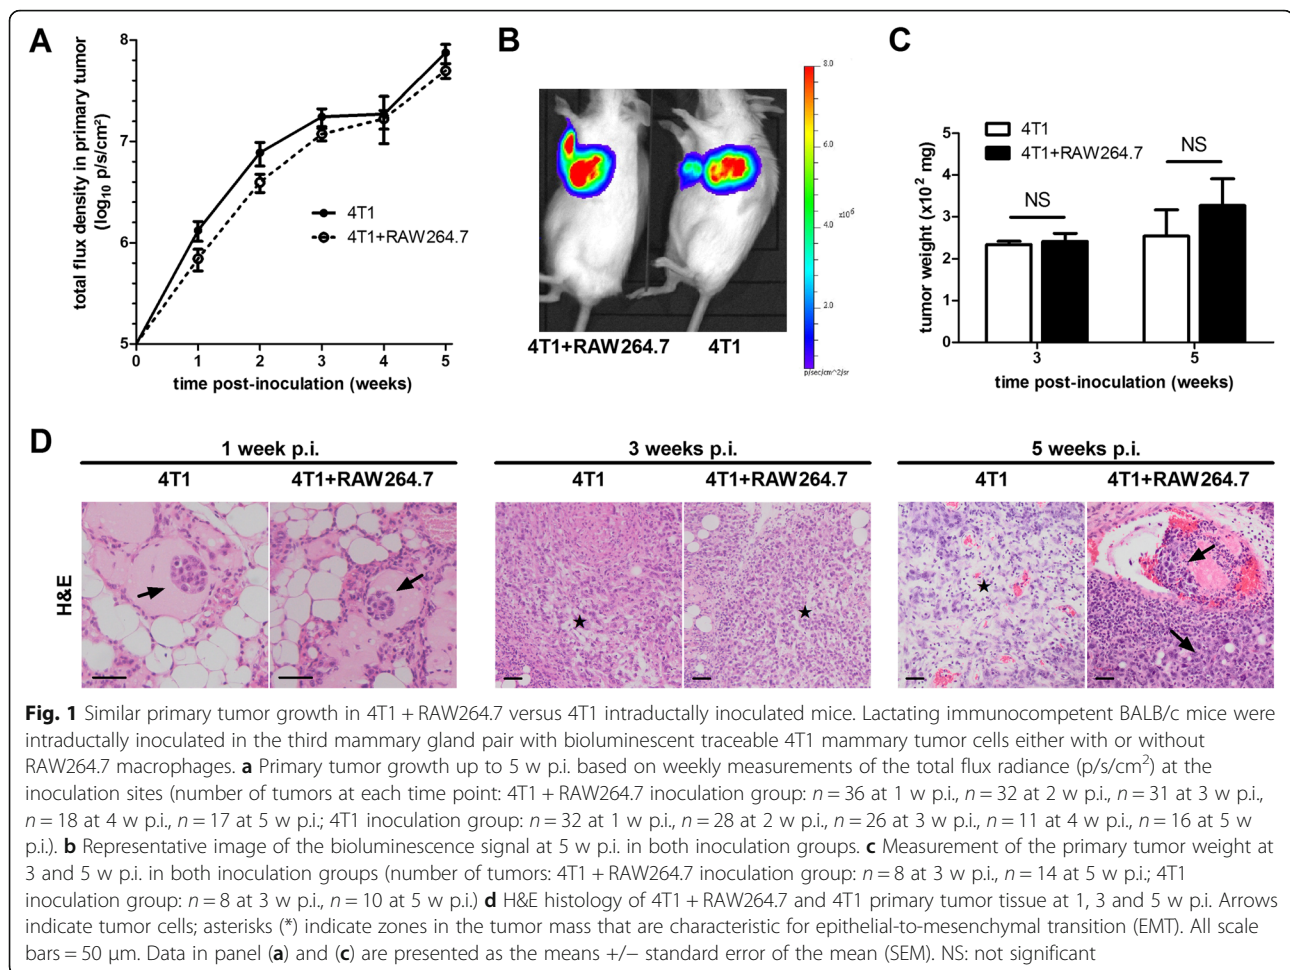 A
total flux density in primary tumor
(log₁₀ p/s/cm²)
8
7
6
5
0 1 2 3 4 5
time post-inoculation (weeks)
4T1
4T1+RAW264.7
B
4T1+RAW264.7 4T1
8.0
x10⁶
4.0
2.0
p/sec/cm^2/sr
C
tumor weight (x10² mg)
5
4
3
2
1
0
4T1
4T1+RAW264.7
NS
NS
3 5
time post-inoculation (weeks)
D
1 week p.i. 3 weeks p.i. 5 weeks p.i.
4T1 4T1+RAW264.7 4T1 4T1+RAW264.7 4T1 4T1+RAW264.7
H&E
★ ★ ★
Fig. 1 Similar primary tumor growth in 4T1 + RAW264.7 versus 4T1 intraductally inoculated mice. Lactating immunocompetent BALB/c mice were
intraductally inoculated in the third mammary gland pair with bioluminescent traceable 4T1 mammary tumor cells either with or without
RAW264.7 macrophages. a Primary tumor growth up to 5 w p.i. based on weekly measurements of the total flux radiance (p/s/cm²) at the
inoculation sites (number of tumors at each time point: 4T1 + RAW264.7 inoculation group: n = 36 at 1 w p.i., n = 32 at 2 w p.i., n = 31 at 3 w p.i.,
n = 18 at 4 w p.i., n = 17 at 5 w p.i.; 4T1 inoculation group: n = 32 at 1 w p.i., n = 28 at 2 w p.i., n = 26 at 3 w p.i., n = 11 at 4 w p.i., n = 16 at 5 w
p.i.). b Representative image of the bioluminescence signal at 5 w p.i. in both inoculation groups. c Measurement of the primary tumor weight at
3 and 5 w p.i. in both inoculation groups (number of tumors: 4T1 + RAW264.7 inoculation group: n = 8 at 3 w p.i., n = 14 at 5 w p.i.; 4T1
inoculation group: n = 8 at 3 w p.i., n = 10 at 5 w p.i.) d H&E histology of 4T1 + RAW264.7 and 4T1 primary tumor tissue at 1, 3 and 5 w p.i. Arrows
indicate tumor cells; asterisks (*) indicate zones in the tumor mass that are characteristic for epithelial-to-mesenchymal transition (EMT). All scale
bars = 50 μm. Data in panel (a) and (c) are presented as the means +/− standard error of the mean (SEM). NS: not significant